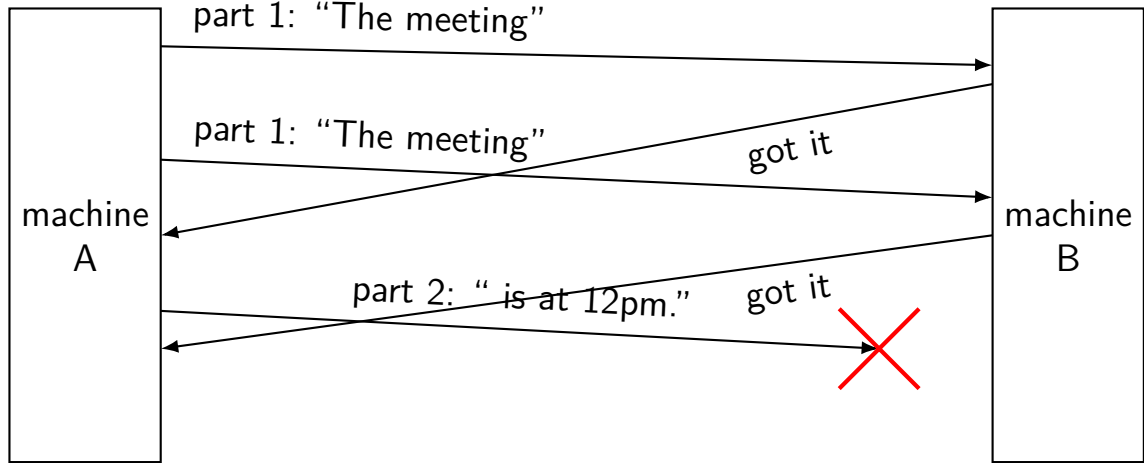 part 1: “The meeting”
part 1: “The meeting”
got it
machine
A
machine
B
part 2: “ is at 12pm.”
got it